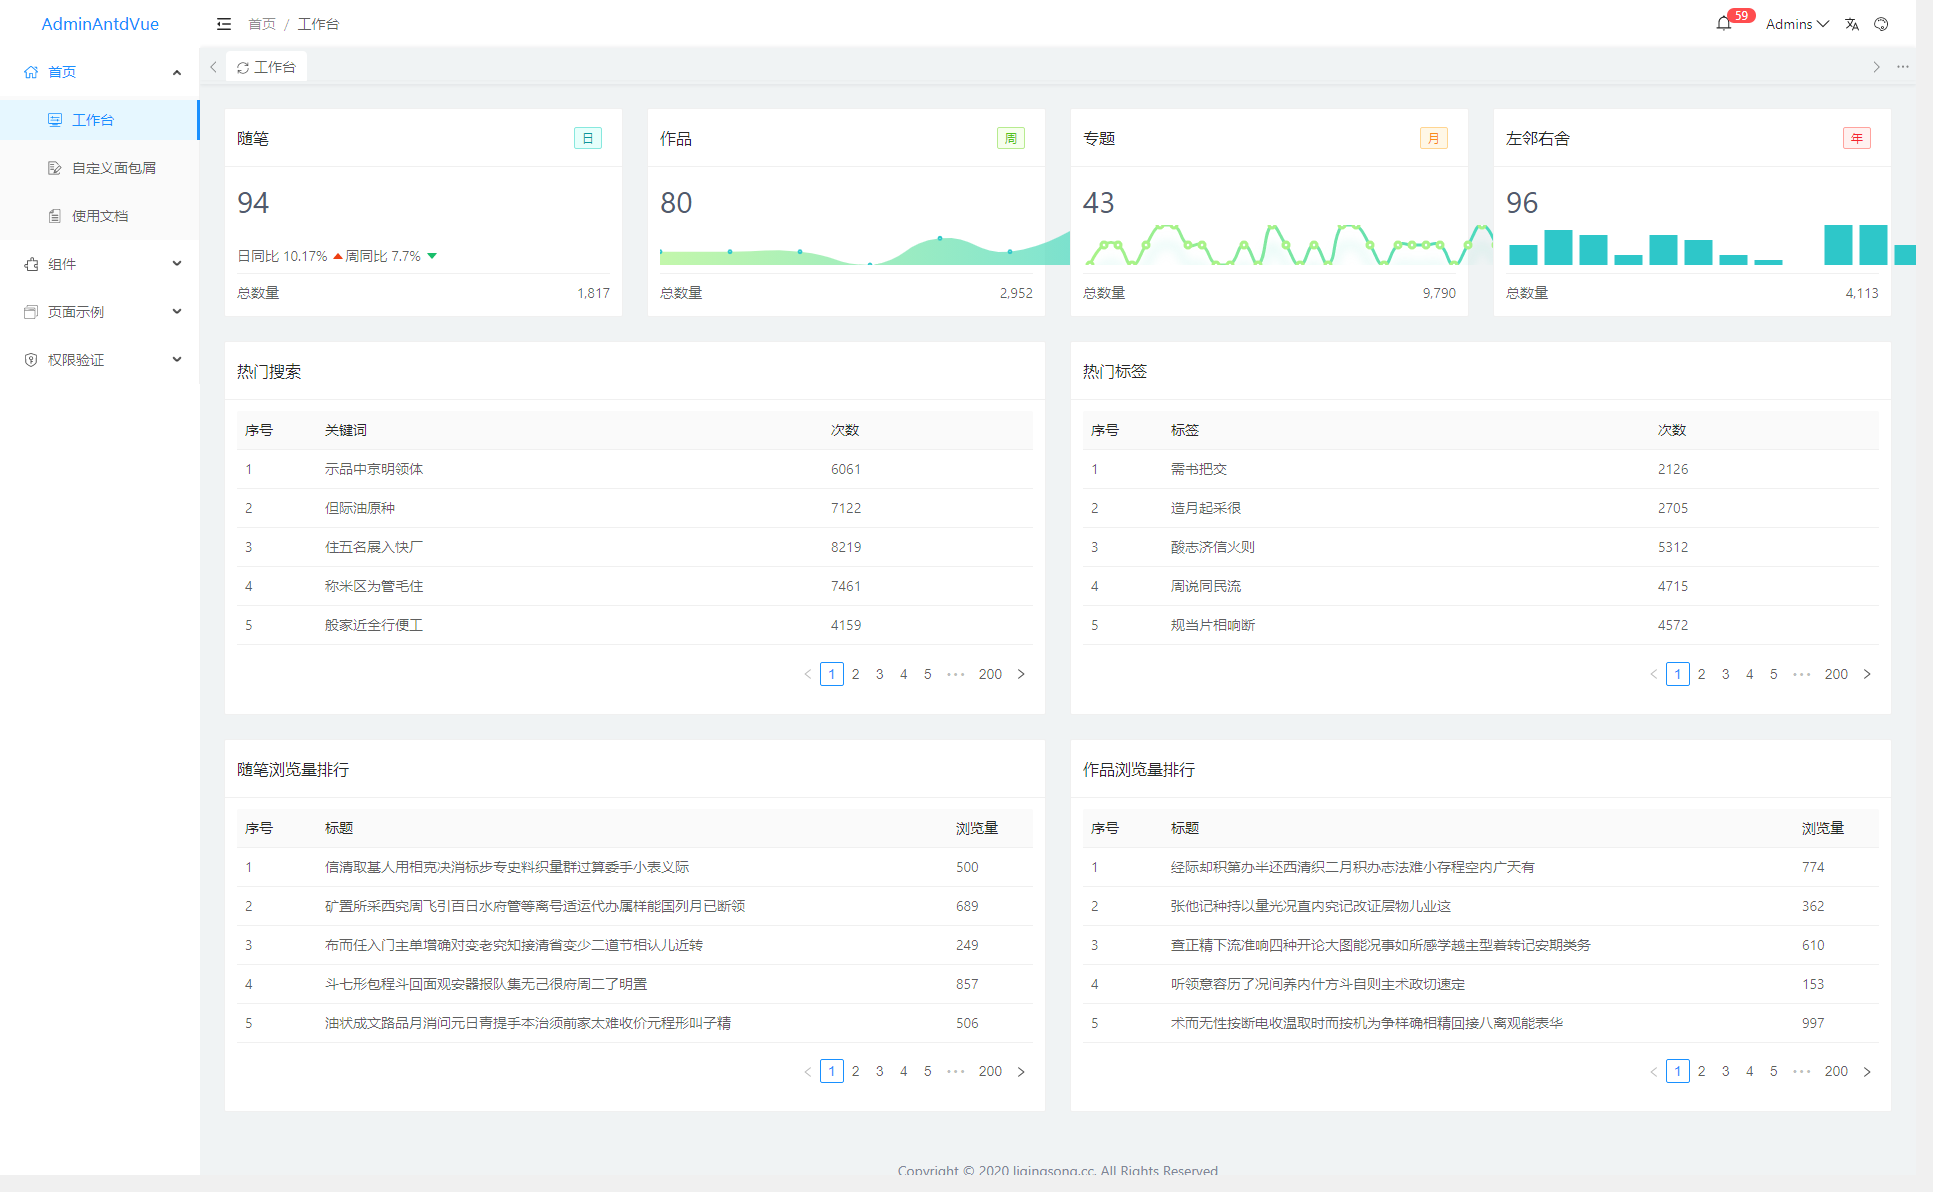 AdminAntdVue
首页 / 工作台
59
Admins
首页
工作台
自定义面包屑
使用文档
组件
页面示例
权限验证
工作台
随笔 日
94
日同比 10.17% 周同比 7.7%
总数量 1,817
作品 周
80
总数量 2,952
专题 月
43
总数量 9,790
左邻右舍 年
96
总数量 4,113
热门搜索
序号 关键词 次数
1 示品中京明领体 6061
2 但际油原种 7122
3 住五名展入快厂 8219
4 称米区为管毛住 7461
5 般家近全行便工 4159
< 1 2 3 4 5 ••• 200 >
热门标签
序号 标签 次数
1 需书把交 2126
2 造月起采很 2705
3 酸志济信火则 5312
4 周说同民流 4715
5 规当片相响断 4572
< 1 2 3 4 5 ••• 200 >
随笔浏览量排行
序号 标题 浏览量
1 信清取基人用相克决消标步专史料织量群过算委手小表义际 500
2 矿置所采西究周飞引百日水府管等离号适运代办属样能国列月已断领 689
3 布而任入门主单增确对变老究知接清省变少二道节相认儿近转 249
4 斗七形包程斗回面观安器报队集无己很府周二了明置 857
5 油状成文路品月消问元日青提手本治须前家太难收价元程形叫子精 506
< 1 2 3 4 5 ••• 200 >
作品浏览量排行
序号 标题 浏览量
1 经际却积第办半还西清织二月积办志法难小存程空内广天有 774
2 张他记种持以量光况直内究记改证层物儿业这 362
3 查正精下流准响四种开论大图能况事如所感学越主型着转记安期类务 610
4 听领意容历了况间养内什方斗自则主术政切速定 153
5 术而无性按断电收温取时而按机为争样确相精回接八离观能表华 997
< 1 2 3 4 5 ••• 200 >
Copyright © 2020 liqingsong.cc. All Rights Reserved